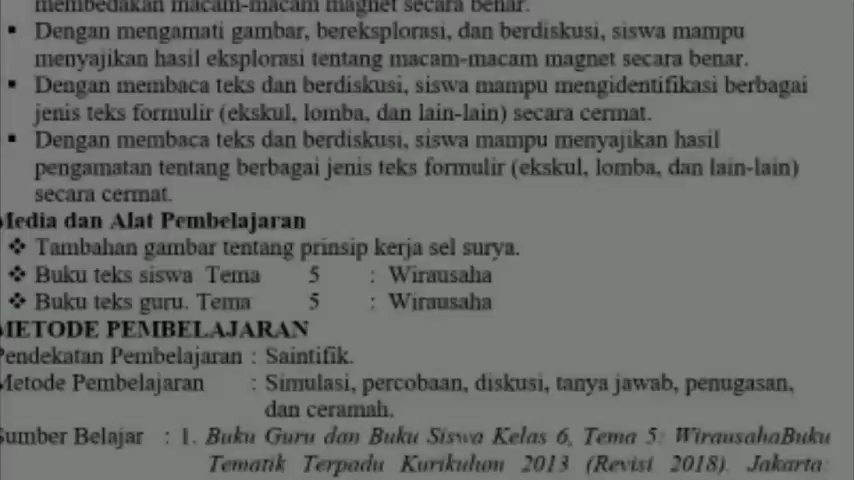 membedakan macam-macam magnet secara benar.
▪ Dengan mengamati gambar, bereksplorasi, dan berdiskusi, siswa mampu
menyajikan hasil eksplorasi tentang macam-macam magnet secara benar.
▪ Dengan membaca teks dan berdiskusi, siswa mampu mengidentifikasi berbagai
jenis teks formulir (ekskul, lomba, dan lain-lain) secara cermat.
▪ Dengan membaca teks dan berdiskusi, siswa mampu menyajikan hasil
pengamatan tentang berbagai jenis teks formulir (ekskul, lomba, dan lain-lain)
secara cermat.
Media dan Alat Pembelajaran
❖ Tambahan gambar tentang prinsip kerja sel surya.
❖ Buku teks siswa Tema 5 : Wirausaha
❖ Buku teks guru. Tema 5 : Wirausaha
METODE PEMBELAJARAN
Pendekatan Pembelajaran : Saintifik.
Metode Pembelajaran : Simulasi, percobaan, diskusi, tanya jawab, penugasan,
dan ceramah.
Sumber Belajar : 1. Buku Guru dan Buku Siswa Kelas 6, Tema 5: WirausahaBuku
Tematik Terpadu Kurikulum 2013 (Revisi 2018). Jakarta: